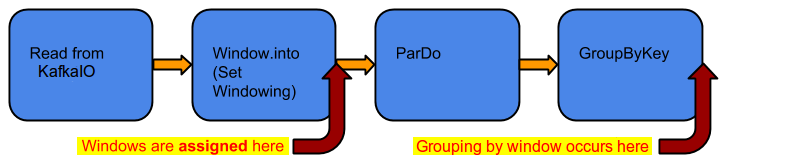 Read from
KafkaIO
Window.into
(Set
Windowing)
ParDo
GroupByKey
Windows are assigned here
Grouping by window occurs here